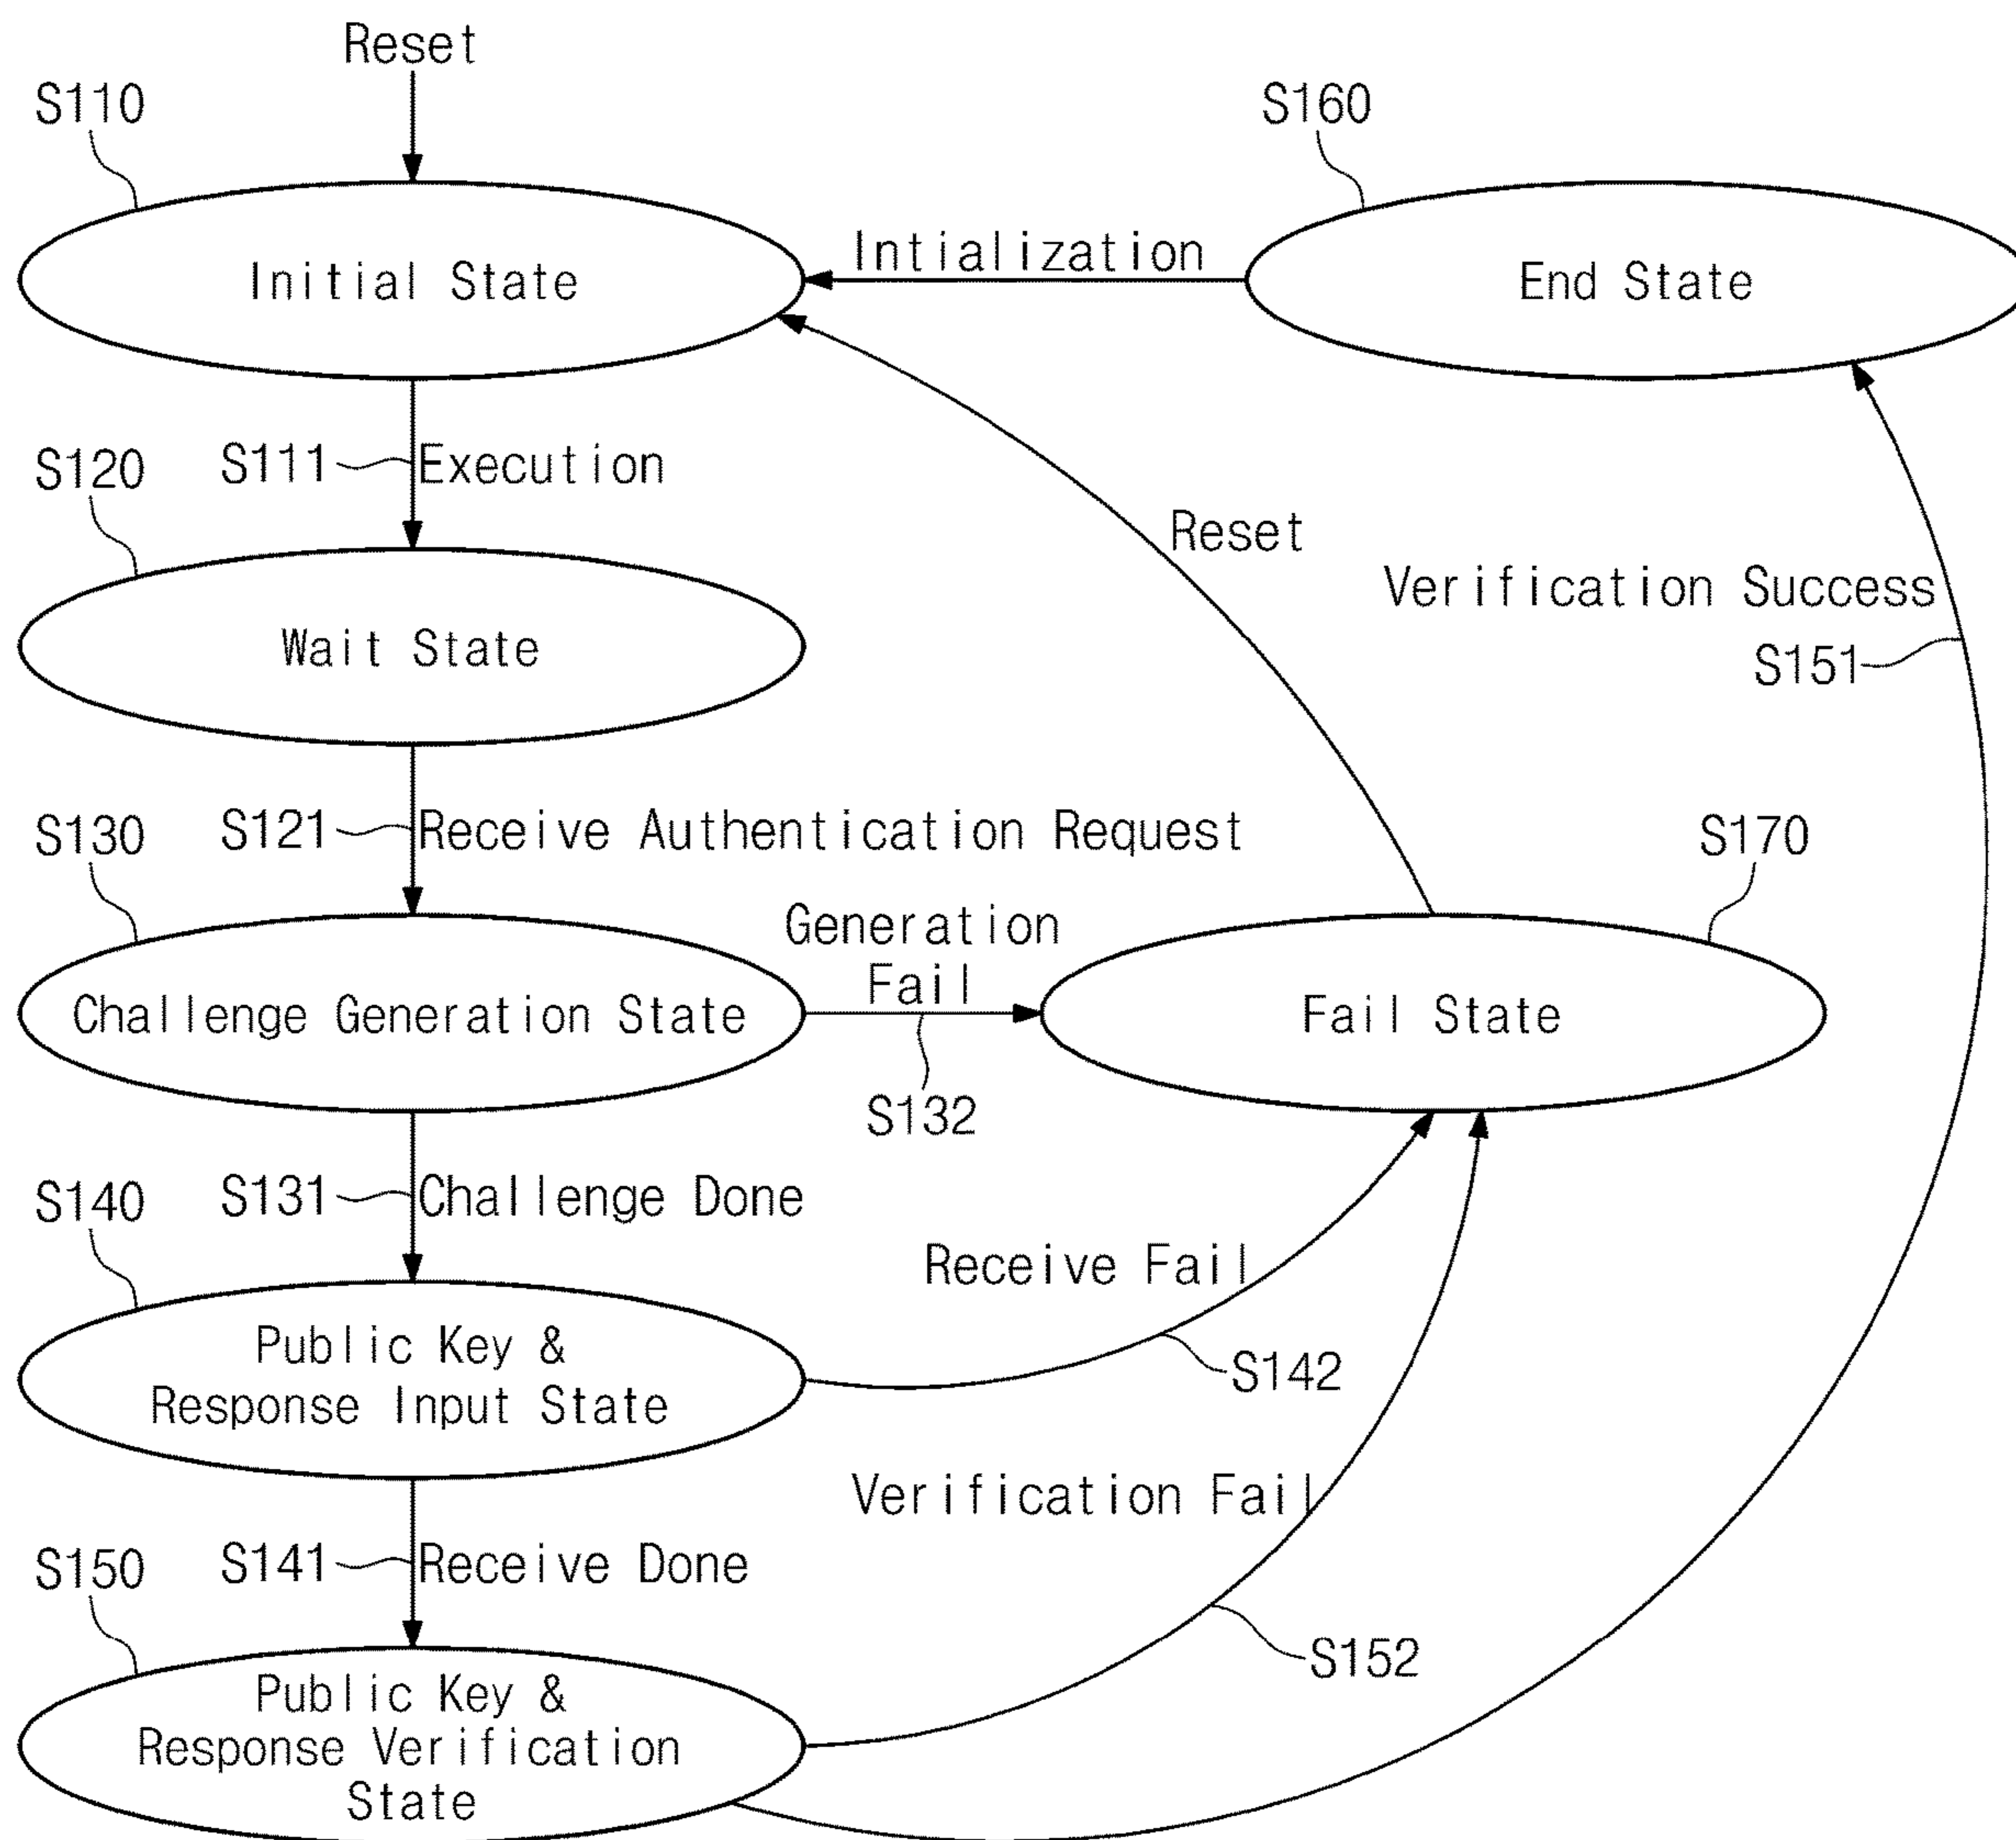 Reset
S110
S160
Initial State
Intialization
End State
S120
S111
Execution
Reset
Verification Success
S151
Wait State
S130
S121
Receive Authentication Request
S170
Generation
Fail
Challenge Generation State
Fail State
S132
S140
S131
Challenge Done
Receive Fail
Public Key &
Response Input State
S142
Verification Fail
S150
S141
Receive Done
S152
Public Key &
Response Verification
State